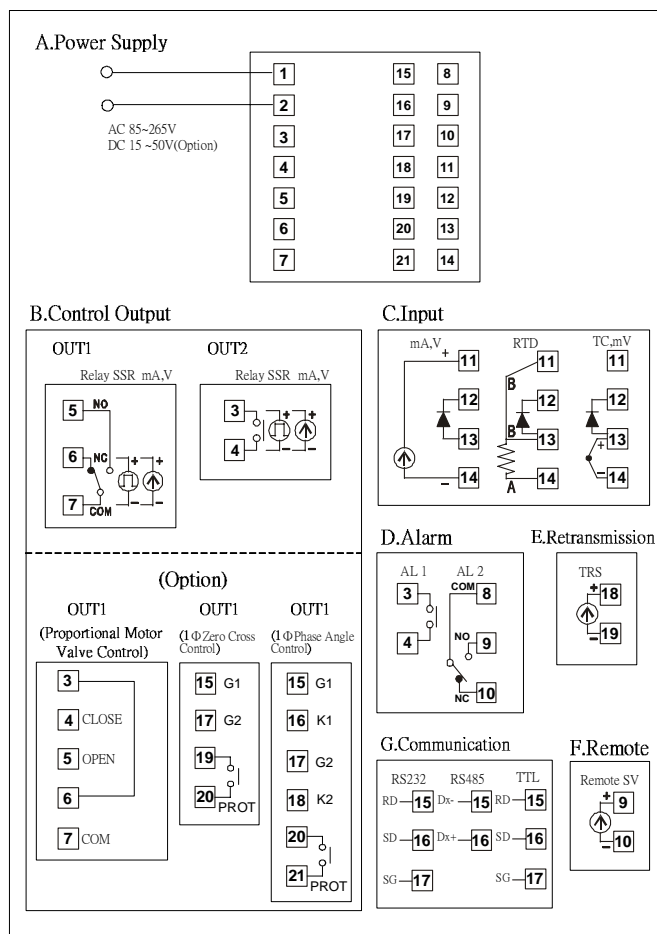 A.Power Supply
AC 85~265V
DC 15 ~50V(Option)
1 15 8
2 16 9
3 17 10
4 18 11
5 19 12
6 20 13
7 21 14
B.Control Output
OUT1 OUT2
Relay SSR mA,V Relay SSR mA,V
5 NO
6 NC + +
7 COM - -
3 + +
4 - -
C.Input
mA,V RTD TC,mV
+ 11 11 11
B
12 12 12
B
13 13 + 13
- 14 A 14 - 14
(Option)
OUT1
(Proportional Motor
Valve Control)
3
4 CLOSE
5 OPEN
6
7 COM
OUT1
(1ΦZero Cross
Control)
15 G1
17 G2
19
20 PROT
OUT1
(1ΦPhase Angle
Control)
15 G1
16 K1
17 G2
18 K2
20
21 PROT
D.Alarm
AL 1 AL 2
3 COM 8
4 NO 9
NC 10
E.Retransmission
TRS
+ 18
- 19
G.Communication
RS232 RS485 TTL
RD 15 Dx- 15 RD 15
SD 16 Dx+ 16 SD 16
SG 17 SG 17
F.Remote
Remote SV
+ 9
- 10